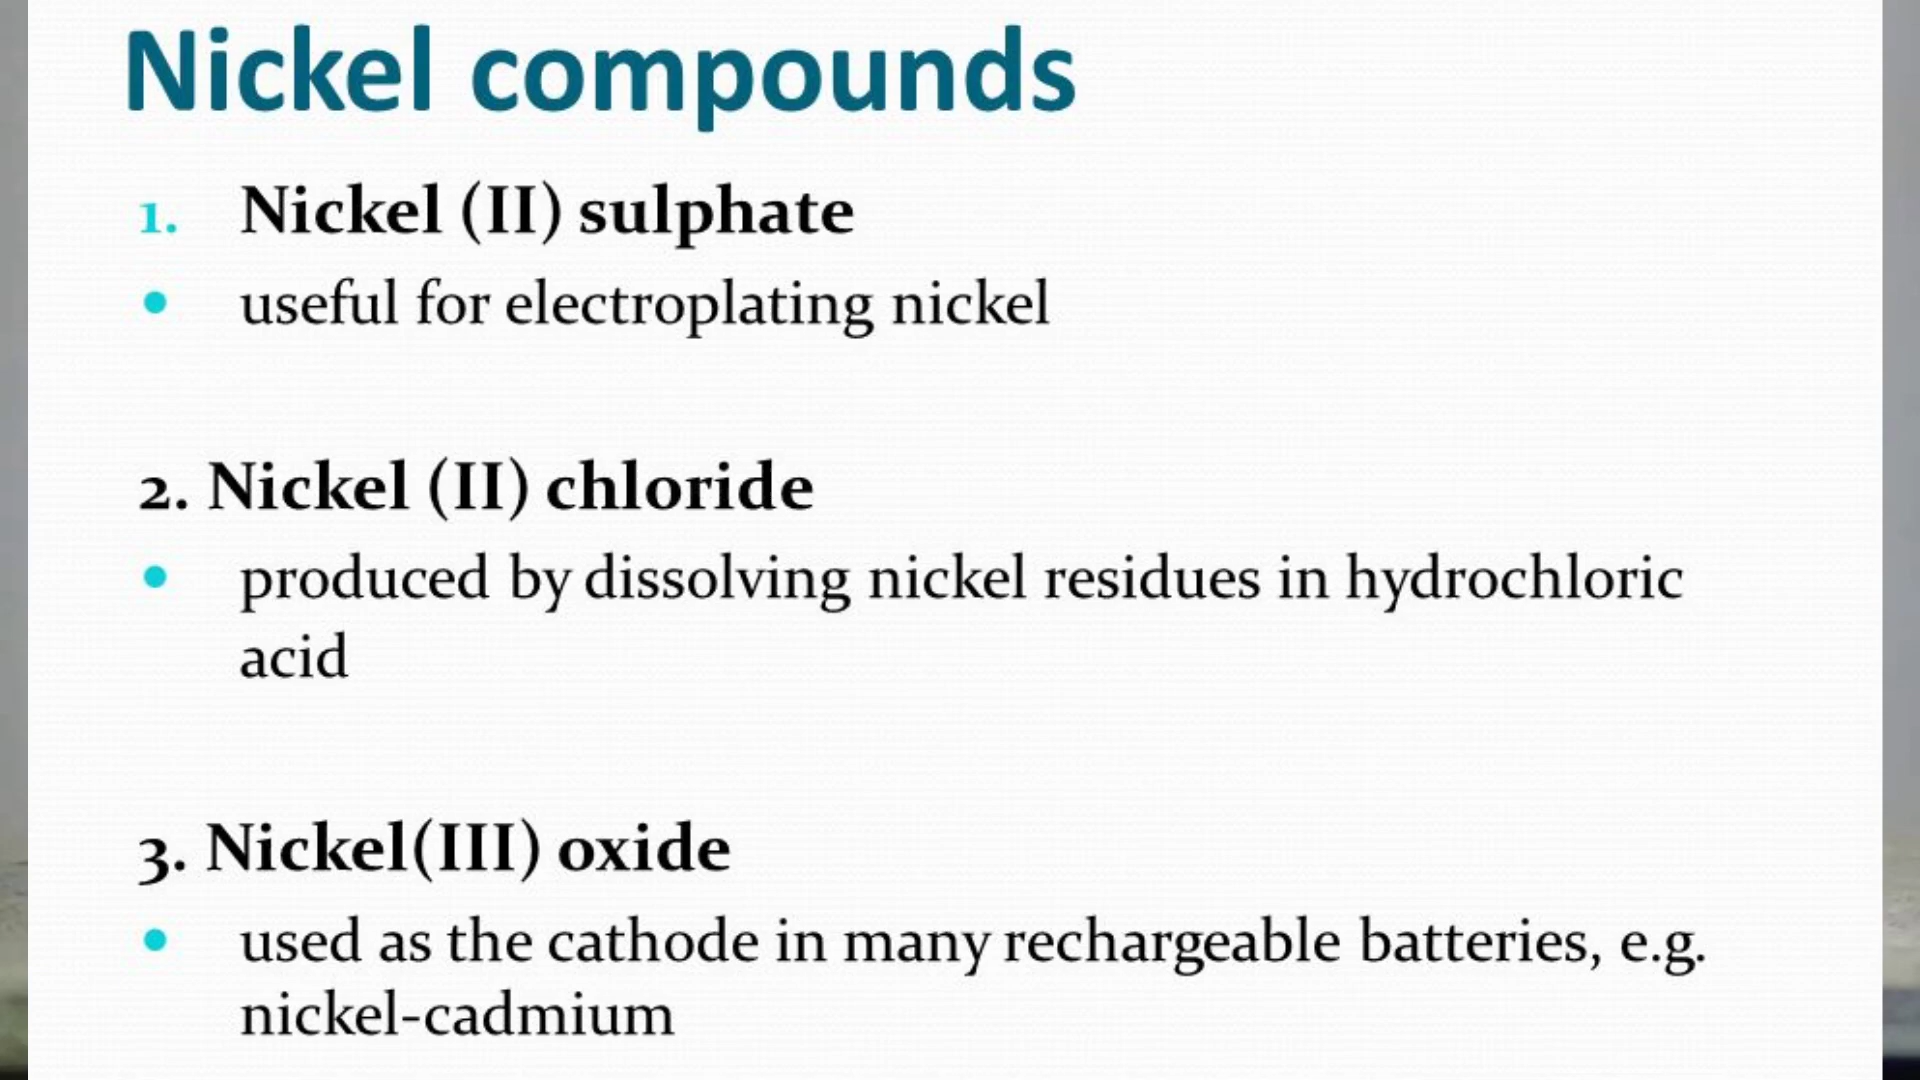 Nickel compounds
1. Nickel (II) sulphate
• useful for electroplating nickel
2. Nickel (II) chloride
• produced by dissolving nickel residues in hydrochloric
acid
3. Nickel(III) oxide
• used as the cathode in many rechargeable batteries, e.g.
nickel-cadmium